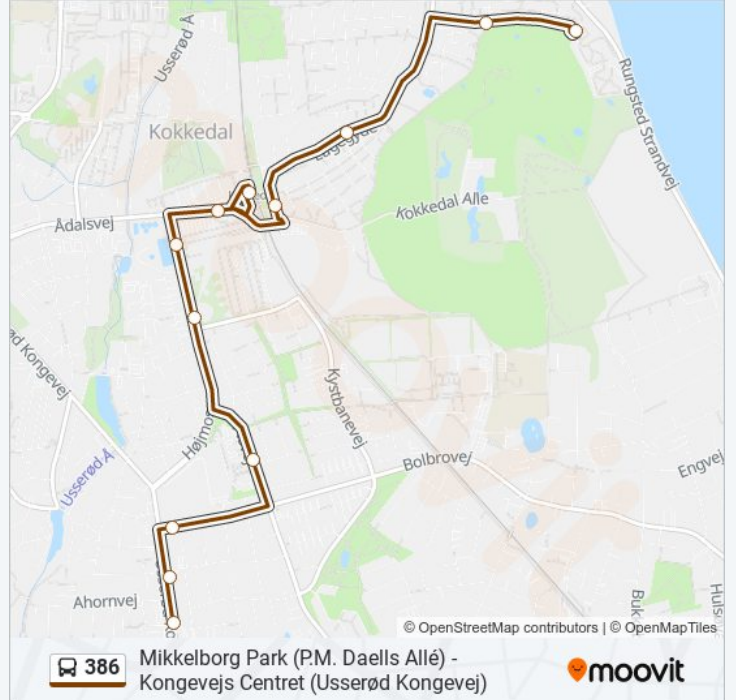 Usserød Å
Rungsted Strandvej
Kokkedal
Kokkedal Alle
Ådalsvej
Kongevej
Kystbanevej
Usserød Å
Bolbrovej
Engvej
Ahornvej
© OpenStreetMap contributors | © OpenMapTiles
386
Mikkelborg Park (P.M. Daells Allé) -
Kongevejs Centret (Usserød Kongevej)
moovit